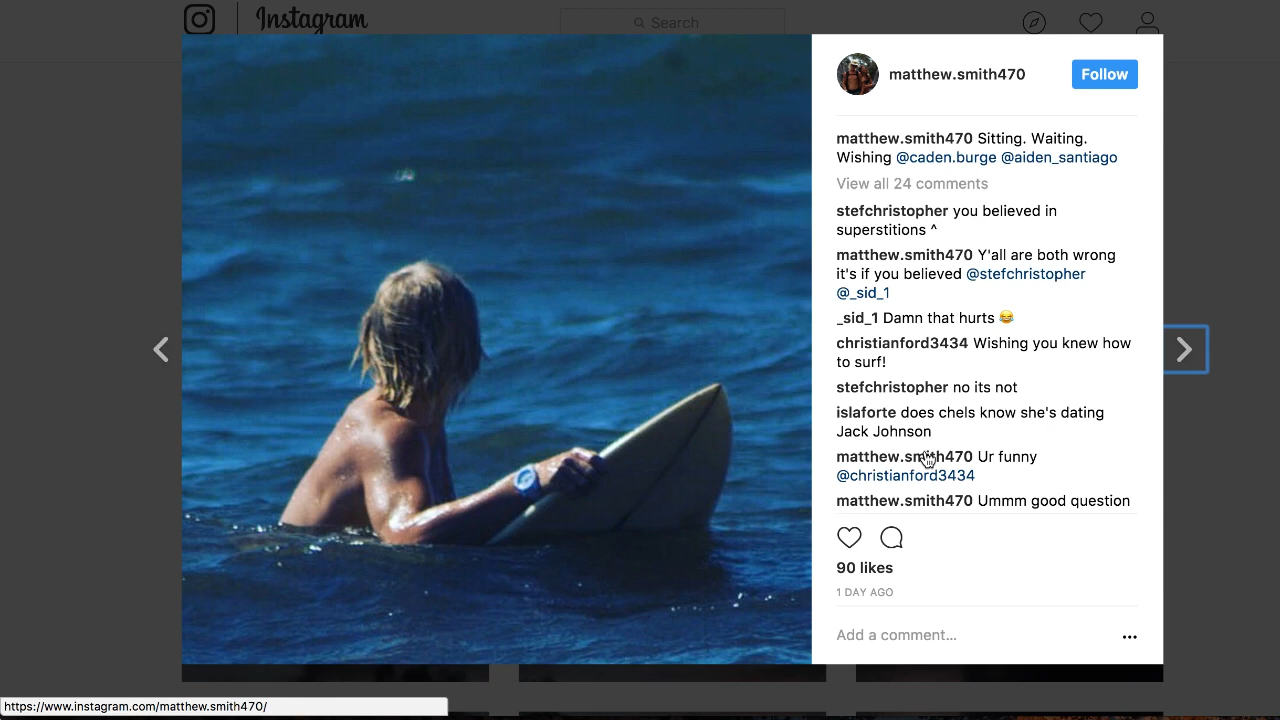 Instagram
Search
matthew.smith470
Follow
matthew.smith470 Sitting. Waiting.
Wishing @caden.burge @aiden_santiago
View all 24 comments
stefchristopher you believed in
superstitions ^
matthew.smith470 Y'all are both wrong
it's if you believed @stefchristopher
@_sid_1
_sid_1 Damn that hurts 😂
christianford3434 Wishing you knew how
to surf!
stefchristopher no its not
islaforte does chels know she's dating
Jack Johnson
matthew.smith470 Ur funny
@christianford3434
matthew.smith470 Ummm good question
90 likes
1 DAY AGO
Add a comment...
https://www.instagram.com/matthew.smith470/